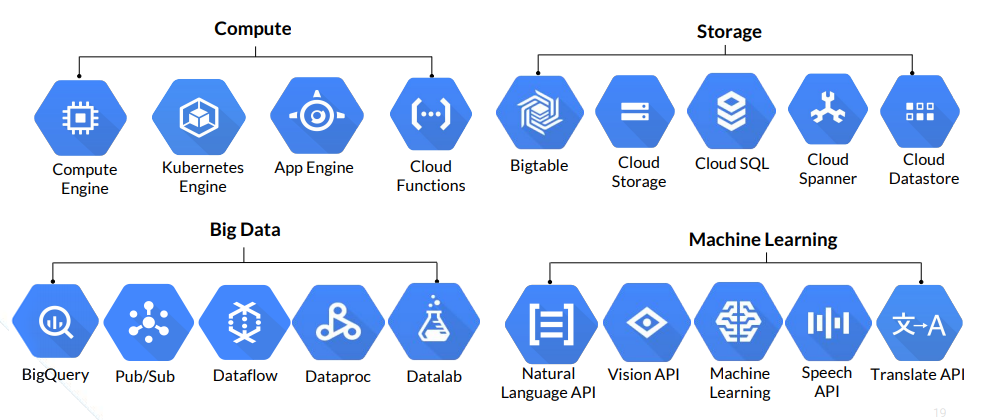 Compute
Compute
Engine
Kubernetes
Engine
App Engine
Cloud
Functions
Storage
Bigtable
Cloud
Storage
Cloud SQL
Cloud
Spanner
Cloud
Datastore
Big Data
BigQuery
Pub/Sub
Dataflow
Dataproc
Datalab
Machine Learning
Natural
Language API
Vision API
Machine
Learning
Speech
API
文→A
Translate API
19